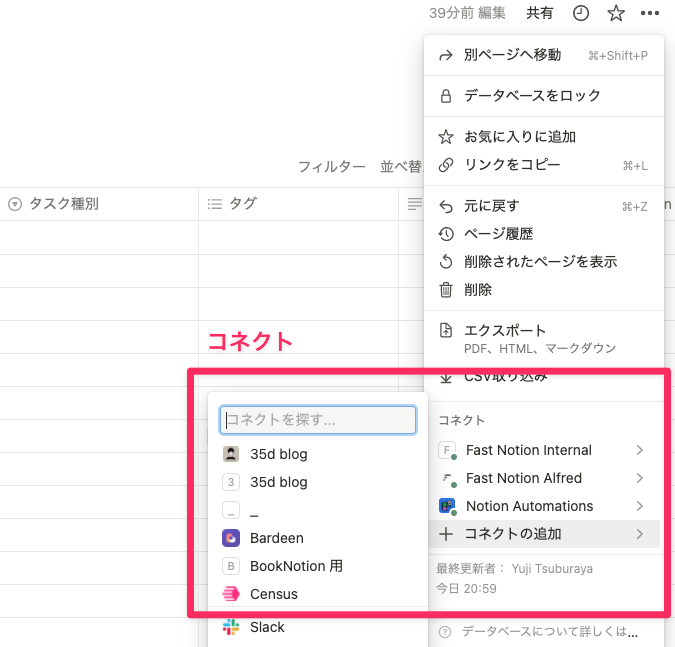 39分前 編集 共有
別ページへ移動 ⌘+Shift+P
データベースをロック
お気に入りに追加
リンクをコピー ⌘+L
フィルター 並べ替
タスク種別 タグ
元に戻す ⌘+Z
ページ履歴
削除されたページを表示
削除
エクスポート
PDF、HTML、マークダウン
CSV取り込み
コネクト
コネクト
F Fast Notion Internal
Fast Notion Alfred
Notion Automations
コネクトの追加
最終更新者： Yuji Tsuburaya
今日 20:59
データベースについて詳しくは...
コネクトを探す...
35d blog
3 35d blog
_ _
Bardeen
B BookNotion 用
Census
Slack